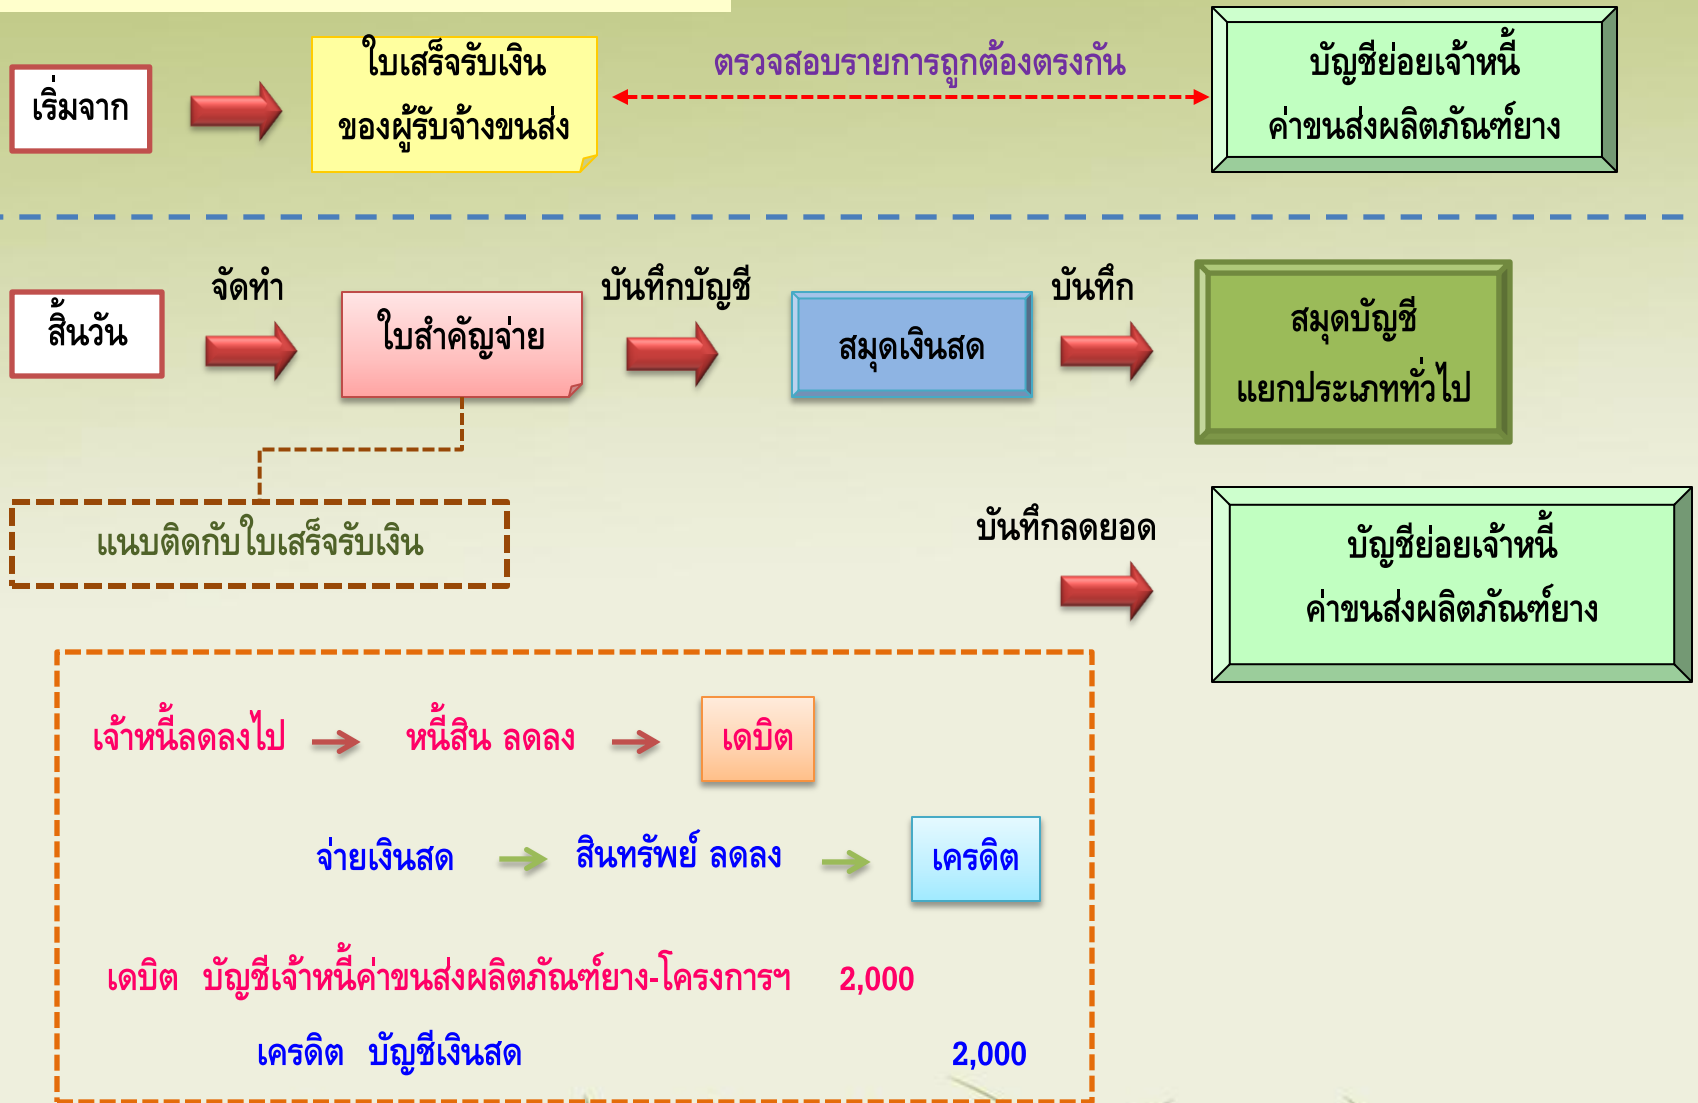 เริ่มจาก
ใบเสร็จรับเงิน
ของผู้รับจ้างขนส่ง
ตรวจสอบรายการถูกต้องตรงกัน
บัญชีย่อยเจ้าหนี้
ค่าขนส่งผลิตภัณฑ์ยาง
สิ้นวัน
จัดทำ
ใบสำคัญจ่าย
บันทึกบัญชี
สมุดเงินสด
บันทึก
สมุดบัญชี
แยกประเภททั่วไป
แนบติดกับใบเสร็จรับเงิน
บันทึกลดยอด
บัญชีย่อยเจ้าหนี้
ค่าขนส่งผลิตภัณฑ์ยาง
เจ้าหนี้ลดลงไป หนี้สิน ลดลง เดบิต
จ่ายเงินสด สินทรัพย์ ลดลง เครดิต
เดบิต บัญชีเจ้าหนี้ค่าขนส่งผลิตภัณฑ์ยาง-โครงการฯ 2,000
เครดิต บัญชีเงินสด 2,000